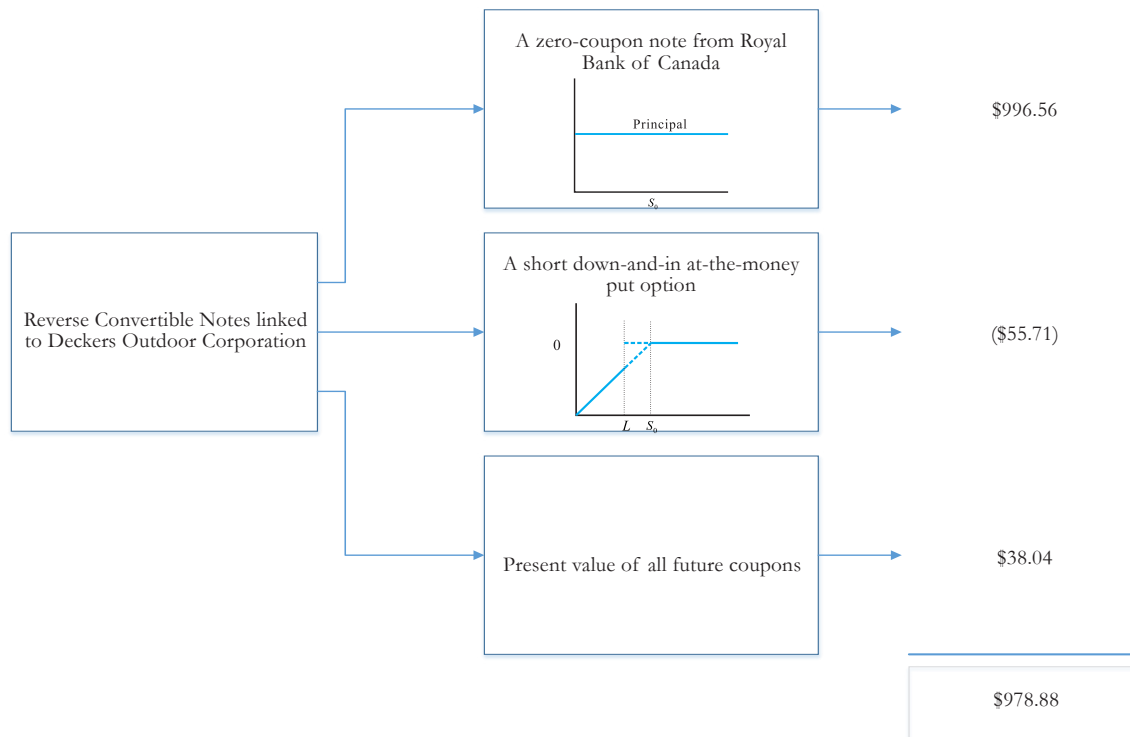 A zero-coupon note from Royal
Bank of Canada
Principal
S₀
$996.56
Reverse Convertible Notes linked
to Deckers Outdoor Corporation
A short down-and-in at-the-money
put option
0
L S₀
($55.71)
Present value of all future coupons
$38.04
$978.88